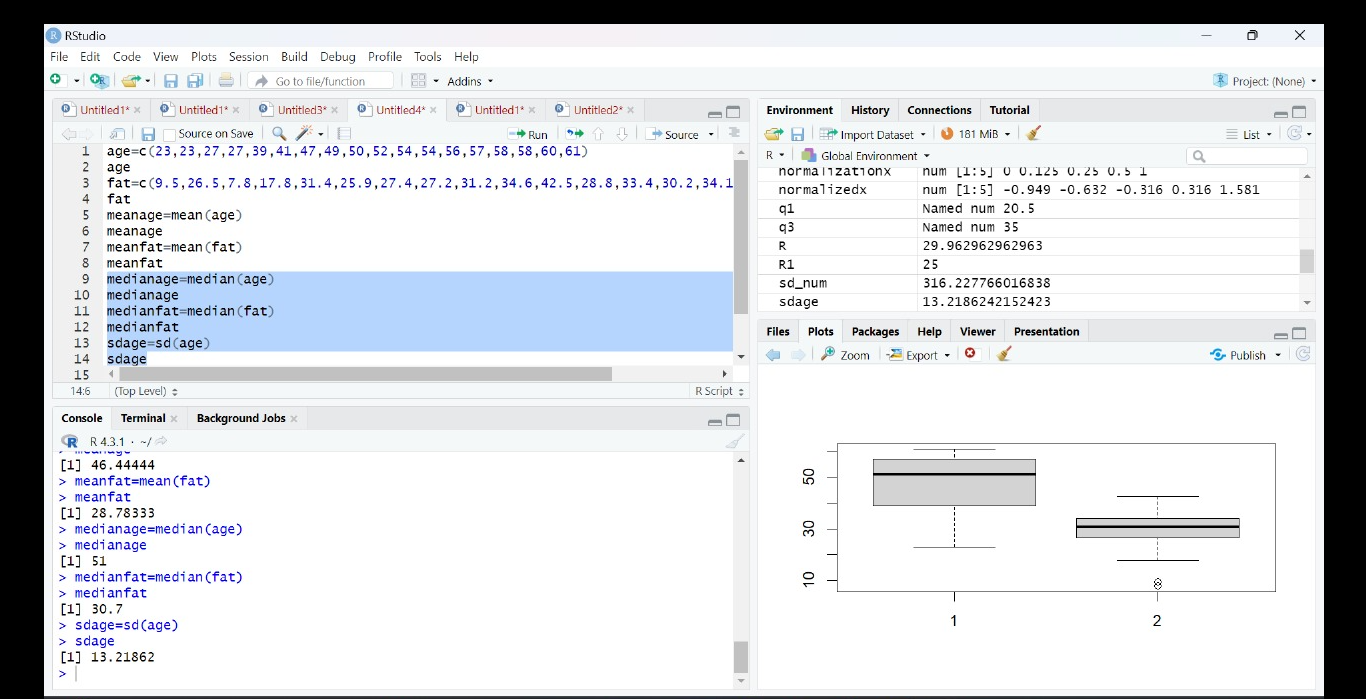 RStudio
File Edit Code View Plots Session Build Debug Profile Tools Help
Go to file/function Addins Project: (None)
Untitled1* Untitled1* Untitled3* Untitled4* Untitled1* Untitled2*
Source on Save Run Source
1 age=c(23,23,27,27,39,41,47,49,50,52,54,54,56,57,58,58,60,61)
2 age
3 fat=c(9.5,26.5,7.8,17.8,31.4,25.9,27.4,27.2,31.2,34.6,42.5,28.8,33.4,30.2,34.1
4 fat
5 meanage=mean(age)
6 meanage
7 meanfat=mean(fat)
8 meanfat
9 medianage=median(age)
10 medianage
11 medianfat=median(fat)
12 medianfat
13 sdage=sd(age)
14 sdage
15
14:6 (Top Level) R Script
Console Terminal Background Jobs
R 4.3.1 · ~/
> meanage
[1] 46.44444
> meanfat=mean(fat)
> meanfat
[1] 28.78333
> medianage=median(age)
> medianage
[1] 51
> medianfat=median(fat)
> medianfat
[1] 30.7
> sdage=sd(age)
> sdage
[1] 13.21862
>
Environment History Connections Tutorial
Import Dataset 181 MiB List
R Global Environment
normalizationx num [1:5] 0 0.125 0.25 0.5 1
normalizedx num [1:5] -0.949 -0.632 -0.316 0.316 1.581
q1 Named num 20.5
q3 Named num 35
R 29.962962962963
R1 25
sd_num 316.227766016838
sdage 13.2186242152423
Files Plots Packages Help Viewer Presentation
Zoom Export Publish
50
30
10
1 2